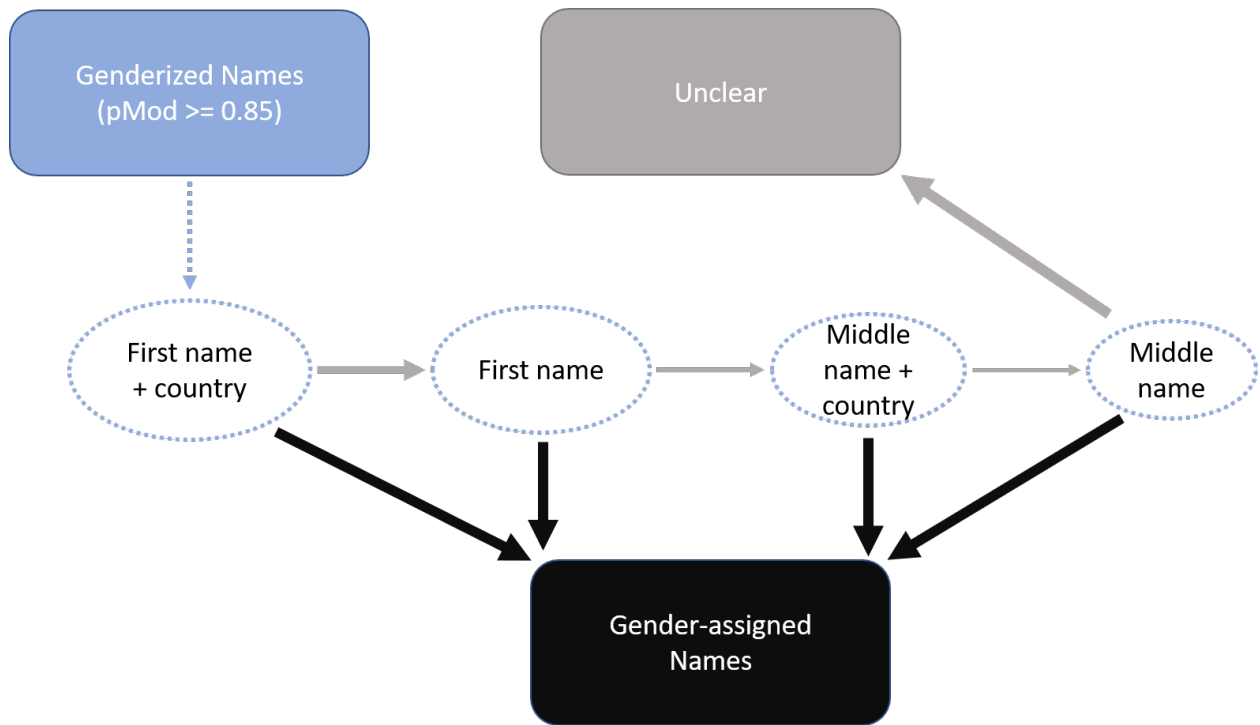 Genderized Names
(pMod >= 0.85)
Unclear
First name
+ country
First name
Middle
name +
country
Middle
name
Gender-assigned
Names